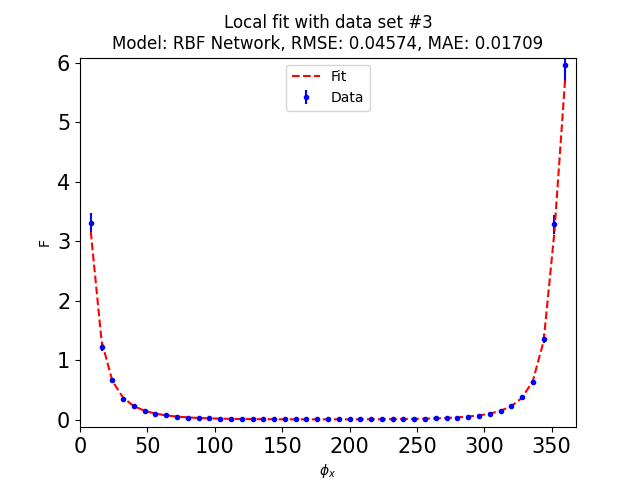 Local fit with data set #3
Model: RBF Network, RMSE: 0.04574, MAE: 0.01709
Fit
Data
F
6
5
4
3
2
1
0
0 50 100 150 200 250 300 350
ϕₓ